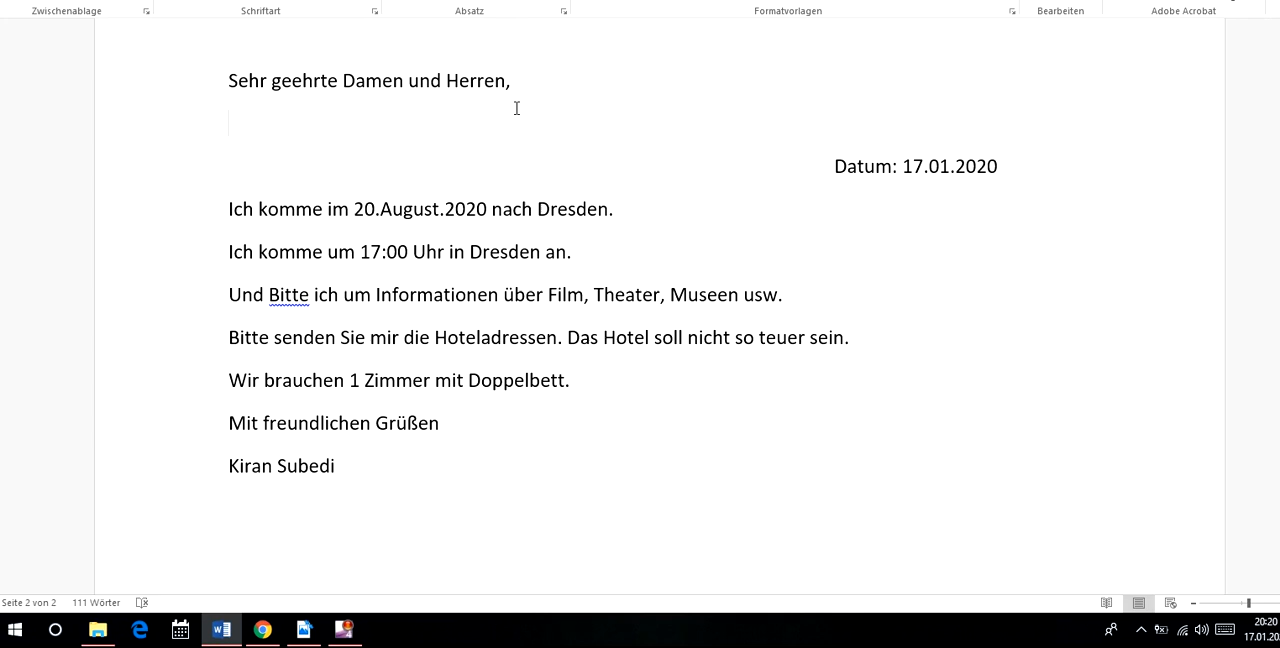 Zwischenablage Schriftart Absatz Formatvorlagen Bearbeiten Adobe Acrobat
Sehr geehrte Damen und Herren,
Datum: 17.01.2020
Ich komme im 20.August.2020 nach Dresden.
Ich komme um 17:00 Uhr in Dresden an.
Und Bitte ich um Informationen über Film, Theater, Museen usw.
Bitte senden Sie mir die Hoteladressen. Das Hotel soll nicht so teuer sein.
Wir brauchen 1 Zimmer mit Doppelbett.
Mit freundlichen Grüßen
Kiran Subedi
Seite 2 von 2 111 Wörter
20:20
17.01.20